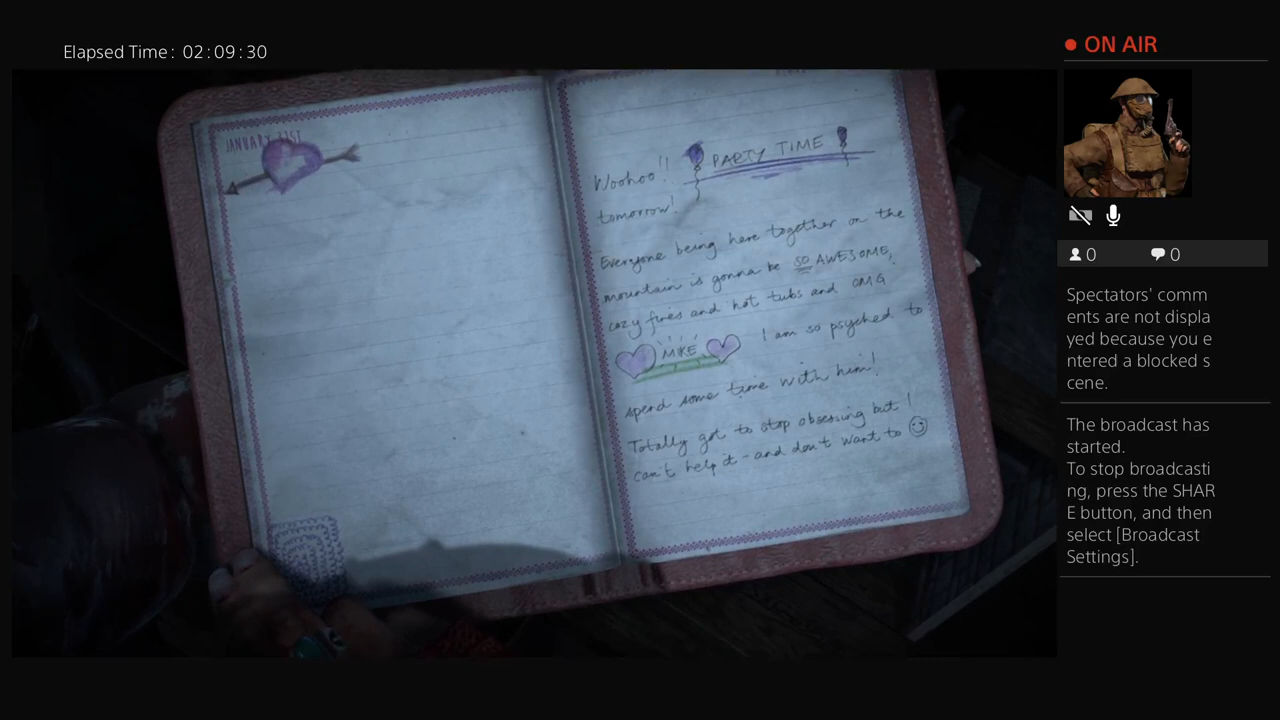 Elapsed Time: 02:09:30
ON AIR
JANUARY 31ST
Woohoo!! PARTY TIME
tomorrow!
Everyone being here together on the
mountain is gonna be so AWESOME,
cozy fires and hot tubs and OMG
MIKE I am so psyched to
spend some time with him!
Totally got to stop obsessing but I
can't help it - and don't want to
0
0
Spectators' comm
ents are not displa
yed because you e
ntered a blocked s
cene.
The broadcast has
started.
To stop broadcasti
ng, press the SHAR
E button, and then
select [Broadcast
Settings].